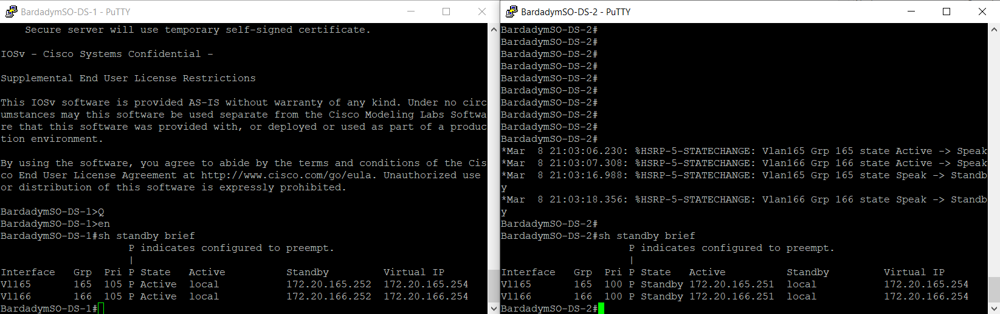 BardadymSO-DS-1 - PuTTY
    Secure server will use temporary self-signed certificate.

IOSv - Cisco Systems Confidential -

Supplemental End User License Restrictions

This IOSv software is provided AS-IS without warranty of any kind. Under no circ
umstances may this software be used separate from the Cisco Modeling Labs Softwa
re that this software was provided with, or deployed or used as part of a produc
tion environment.

By using the software, you agree to abide by the terms and conditions of the Cis
co End User License Agreement at http://www.cisco.com/go/eula. Unauthorized use
or distribution of this software is expressly prohibited.

BardadymSO-DS-1>Q
BardadymSO-DS-1>en
BardadymSO-DS-1#sh standby brief
                     P indicates configured to preempt.
                     |
Interface   Grp  Pri P State   Active          Standby         Virtual IP
Vl165       165  105 P Active  local           172.20.165.252  172.20.165.254
Vl166       166  105 P Active  local           172.20.166.252  172.20.166.254
BardadymSO-DS-1#
BardadymSO-DS-2 - PuTTY
BardadymSO-DS-2#
BardadymSO-DS-2#
BardadymSO-DS-2#
BardadymSO-DS-2#
BardadymSO-DS-2#
BardadymSO-DS-2#
BardadymSO-DS-2#
BardadymSO-DS-2#
BardadymSO-DS-2#
BardadymSO-DS-2#
*Mar  8 21:03:06.230: %HSRP-5-STATECHANGE: Vlan165 Grp 165 state Active -> Speak
*Mar  8 21:03:07.308: %HSRP-5-STATECHANGE: Vlan166 Grp 166 state Active -> Speak
*Mar  8 21:03:16.988: %HSRP-5-STATECHANGE: Vlan165 Grp 165 state Speak -> Standb
y
*Mar  8 21:03:18.356: %HSRP-5-STATECHANGE: Vlan166 Grp 166 state Speak -> Standb
y
BardadymSO-DS-2#
BardadymSO-DS-2#sh standby brief
                     P indicates configured to preempt.
                     |
Interface   Grp  Pri P State   Active          Standby         Virtual IP
Vl165       165  100 P Standby 172.20.165.251  local           172.20.165.254
Vl166       166  100 P Standby 172.20.166.251  local           172.20.166.254
BardadymSO-DS-2#